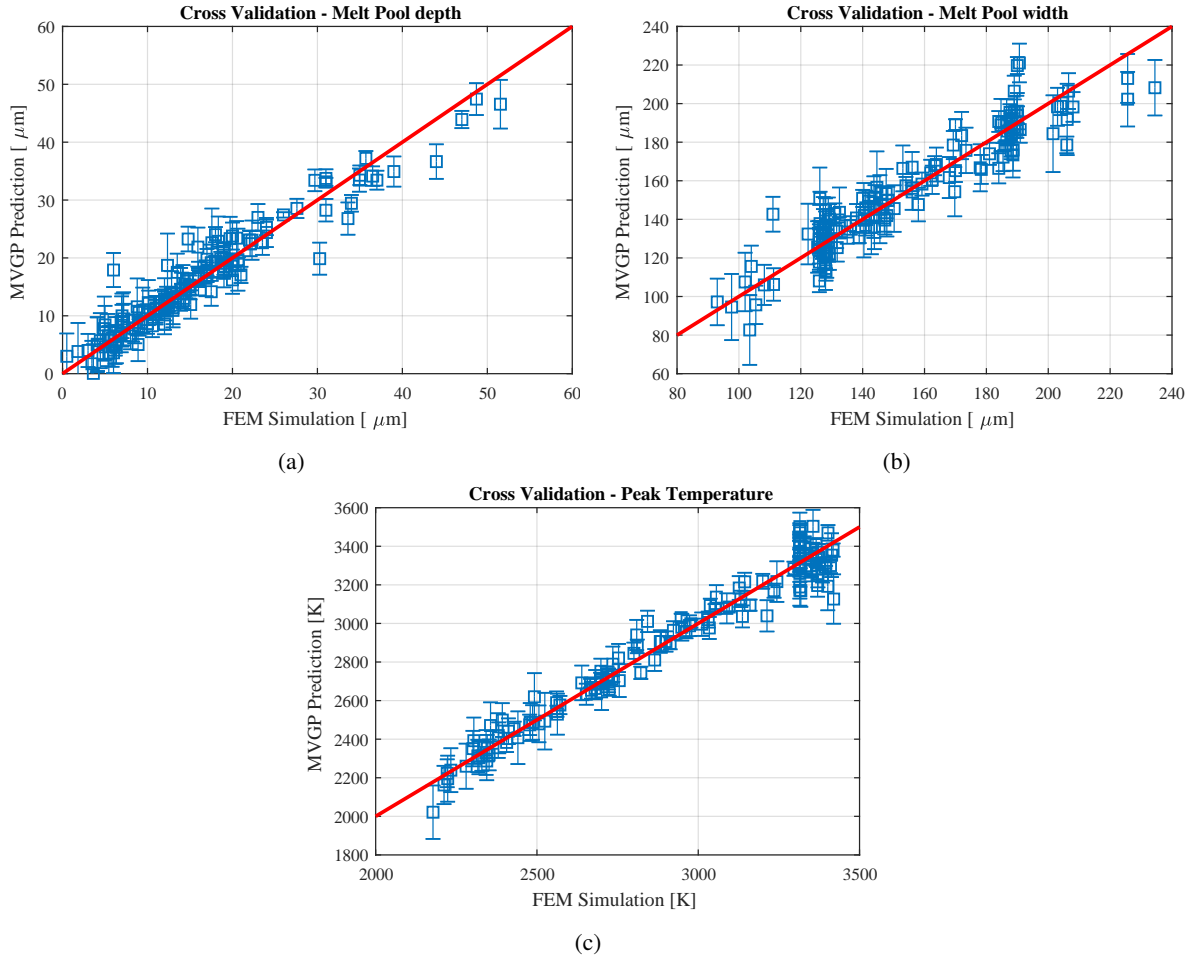 Cross Validation - Melt Pool depth
60
50
40
30
20
10
0
MVGP Prediction [ μm]
0 10 20 30 40 50 60
FEM Simulation [ μm]
(a)
Cross Validation - Melt Pool width
220
200
180
160
140
120
100
80
60
MVGP Prediction [ μm]
80 100 120 140 160 180 200 220 240
FEM Simulation [ μm]
(b)
Cross Validation - Peak Temperature
3600
3400
3200
3000
2800
2600
2400
2200
2000
1800
MVGP Prediction [K]
2000 2500 3000 3500
FEM Simulation [K]
(c)